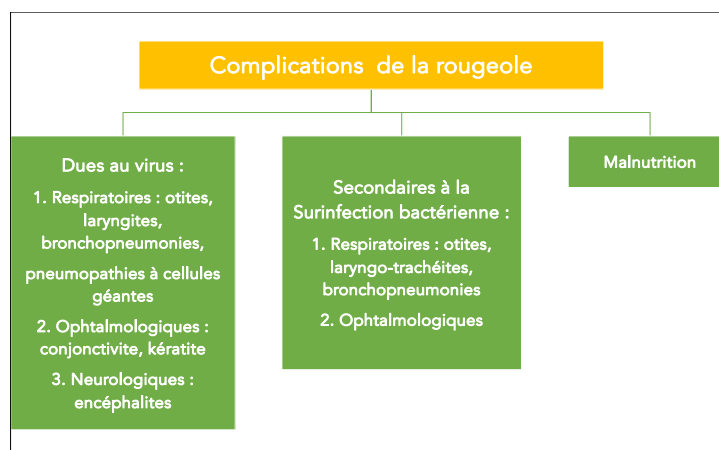 Complications de la rougeole
Dues au virus :
1. Respiratoires : otites,
laryngites,
bronchopneumonies,
pneumopathies à cellules
géantes
2. Ophtalmologiques :
conjonctivite, kératite
3. Neurologiques :
encéphalites
Secondaires à la
Surinfection bactérienne :
1. Respiratoires : otites,
laryngo-trachéites,
bronchopneumonies
2. Ophtalmologiques
Malnutrition